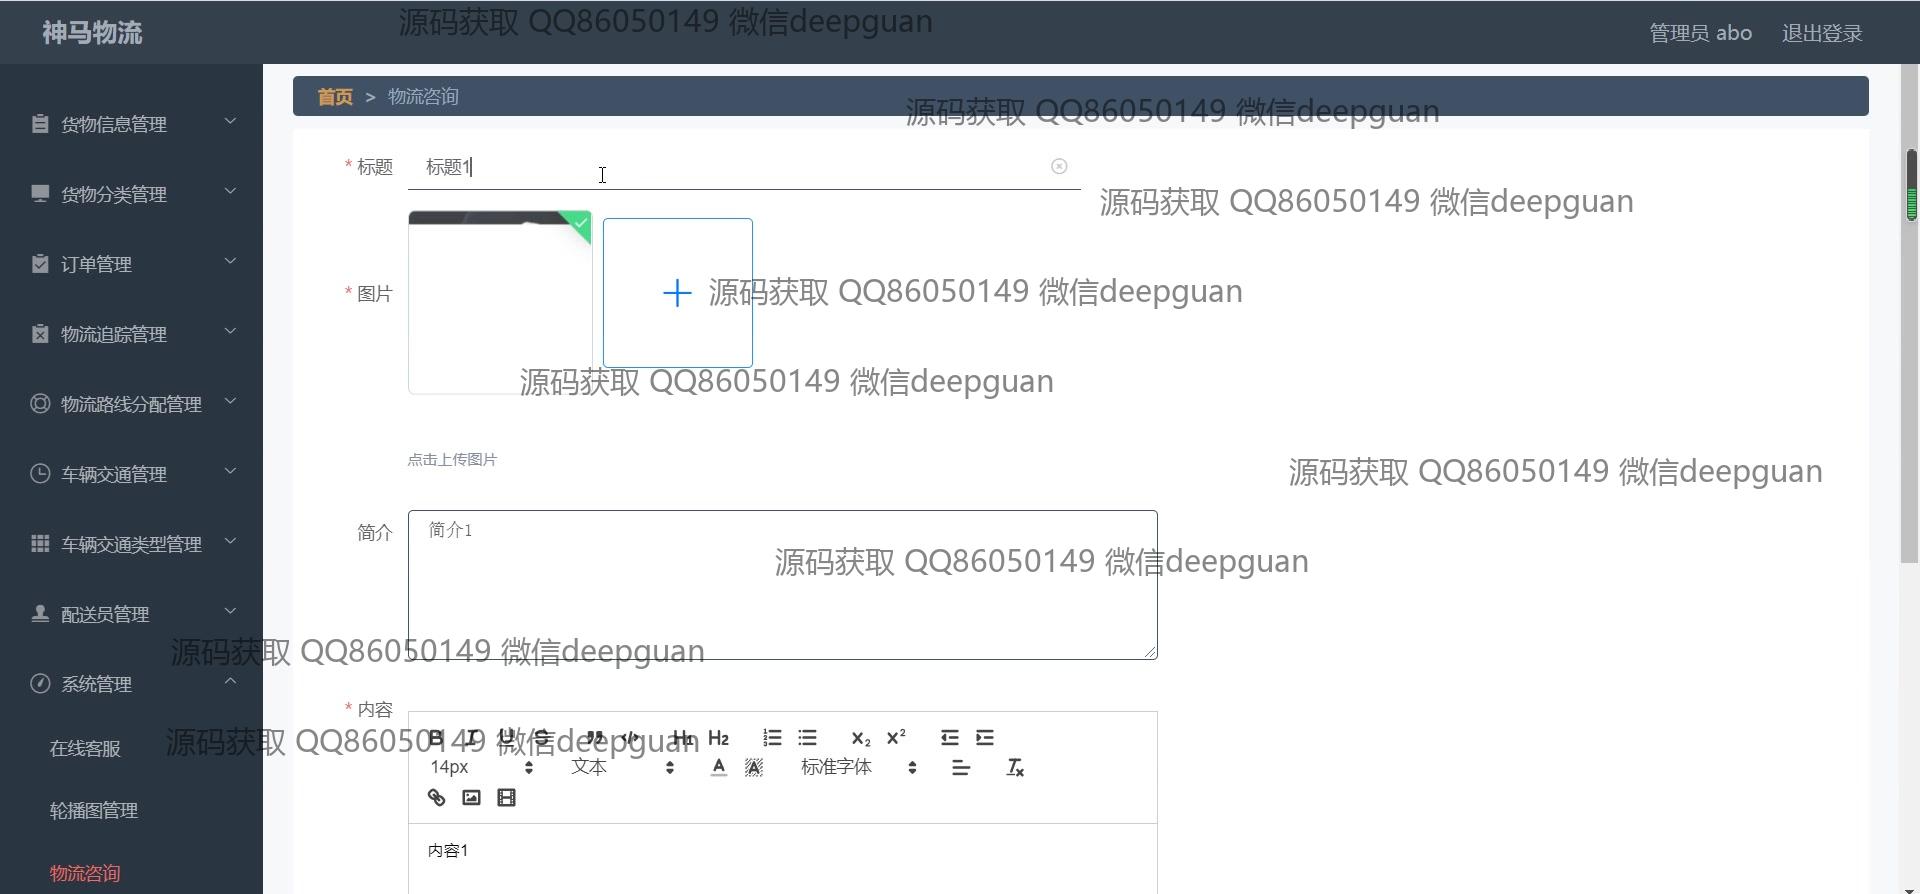 神马物流
源码获取 QQ86050149 微信deepguan
管理员 abo
退出登录
首页 > 物流咨询
源码获取 QQ86050149 微信deepguan
货物信息管理
* 标题 标题1
货物分类管理
源码获取 QQ86050149 微信deepguan
订单管理
* 图片
源码获取 QQ86050149 微信deepguan
物流追踪管理
源码获取 QQ86050149 微信deepguan
物流路线分配管理
点击上传图片
车辆交通管理
源码获取 QQ86050149 微信deepguan
简介 简介1
车辆交通类型管理
源码获取 QQ86050149 微信deepguan
配送员管理
源码获取 QQ86050149 微信deepguan
系统管理
* 内容
源码获取 QQ86050149 微信deepguan
B I U S H1 H2 X2 X2
在线客服
14px 文本 A A 标准字体 Tx
轮播图管理
内容1
物流咨询